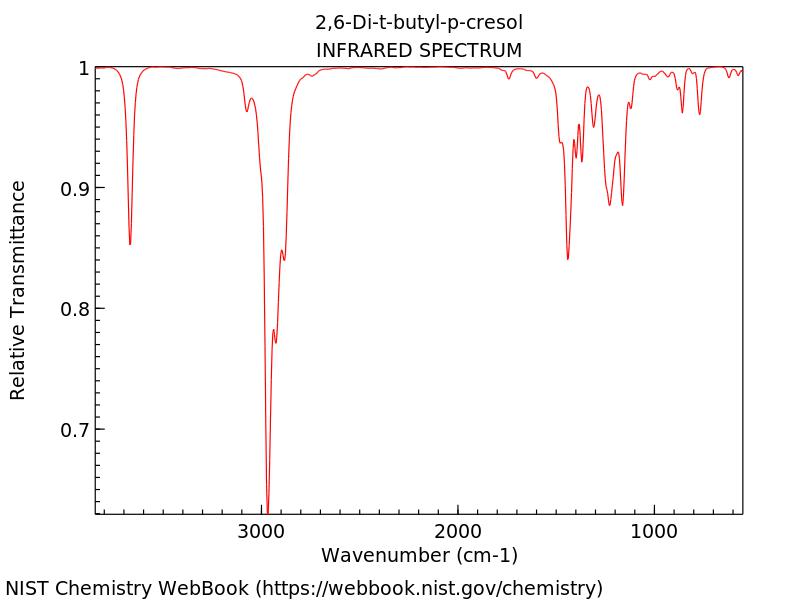 2,6-Di-t-butyl-p-cresol
INFRARED SPECTRUM
1
0.9
0.8
0.7
Relative Transmittance
3000 2000 1000
Wavenumber (cm-1)
NIST Chemistry WebBook (https://webbook.nist.gov/chemistry)